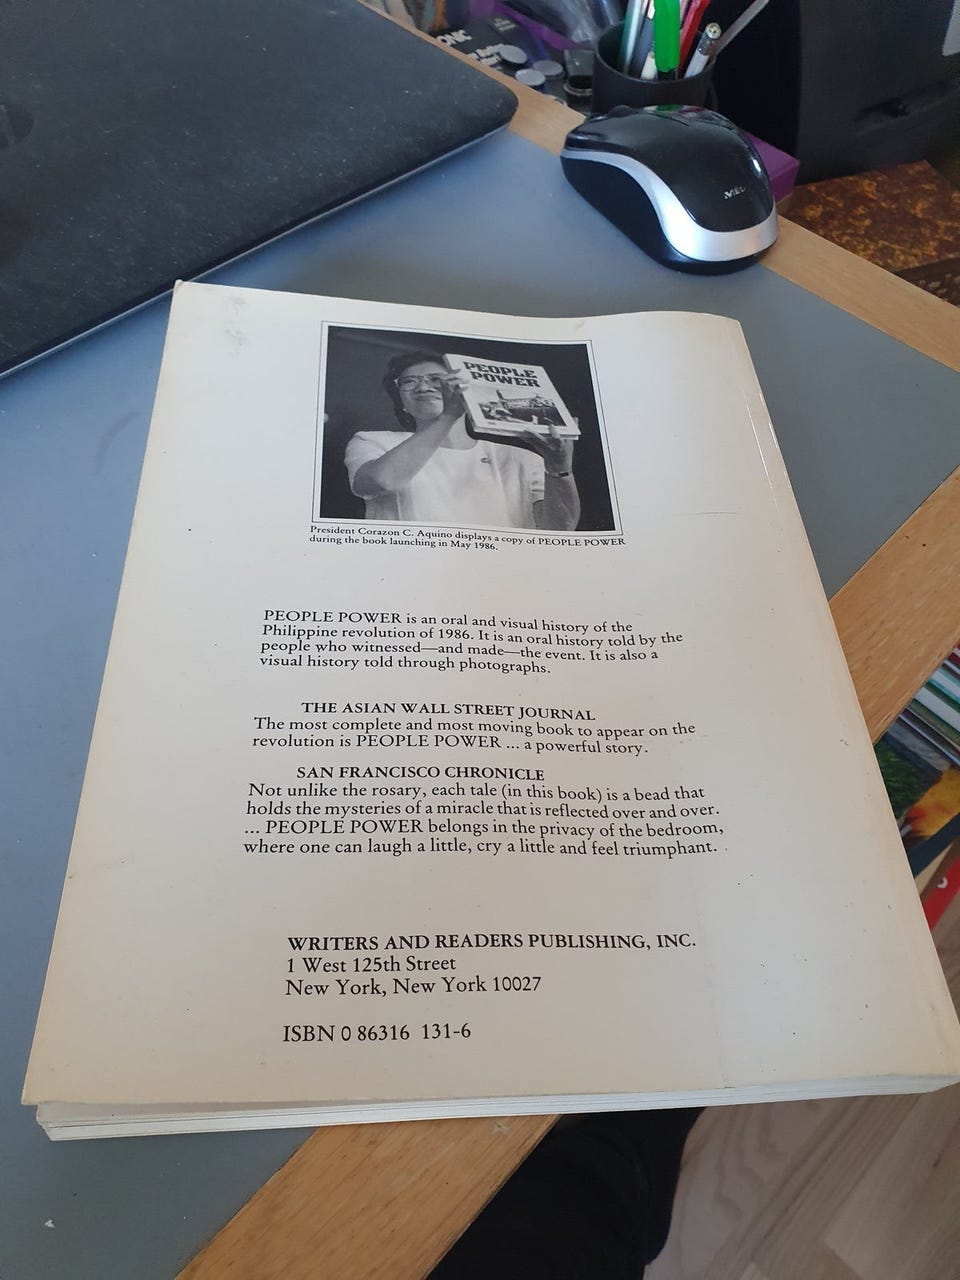 PEOPLE
POWER
President Corazon C. Aquino displays a copy of PEOPLE POWER
during the book launching in May 1986.
PEOPLE POWER is an oral and visual history of the
Philippine revolution of 1986. It is an oral history told by the
people who witnessed—and made—the event. It is also a
visual history told through photographs.
THE ASIAN WALL STREET JOURNAL
The most complete and most moving book to appear on the
revolution is PEOPLE POWER ... a powerful story.
SAN FRANCISCO CHRONICLE
Not unlike the rosary, each tale (in this book) is a bead that
holds the mysteries of a miracle that is reflected over and over.
... PEOPLE POWER belongs in the privacy of the bedroom,
where one can laugh a little, cry a little and feel triumphant.
WRITERS AND READERS PUBLISHING, INC.
1 West 125th Street
New York, New York 10027
ISBN 0 86316 131-6